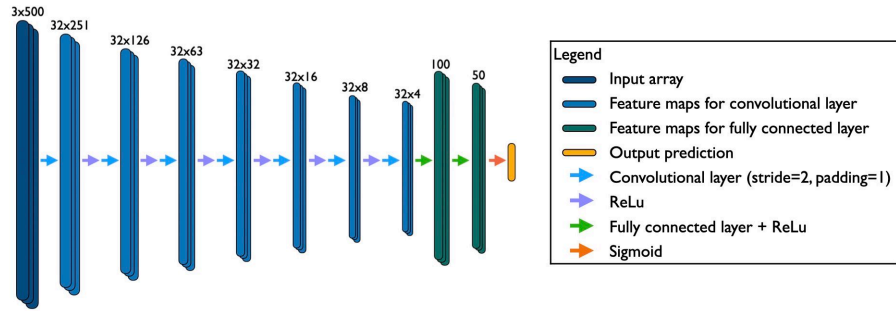 3x500
32x251
32x126
32x63
32x32
32x16
32x8
32x4
100
50
Legend
Input array
Feature maps for convolutional layer
Feature maps for fully connected layer
Output prediction
Convolutional layer (stride=2, padding=1)
ReLu
Fully connected layer + ReLu
Sigmoid